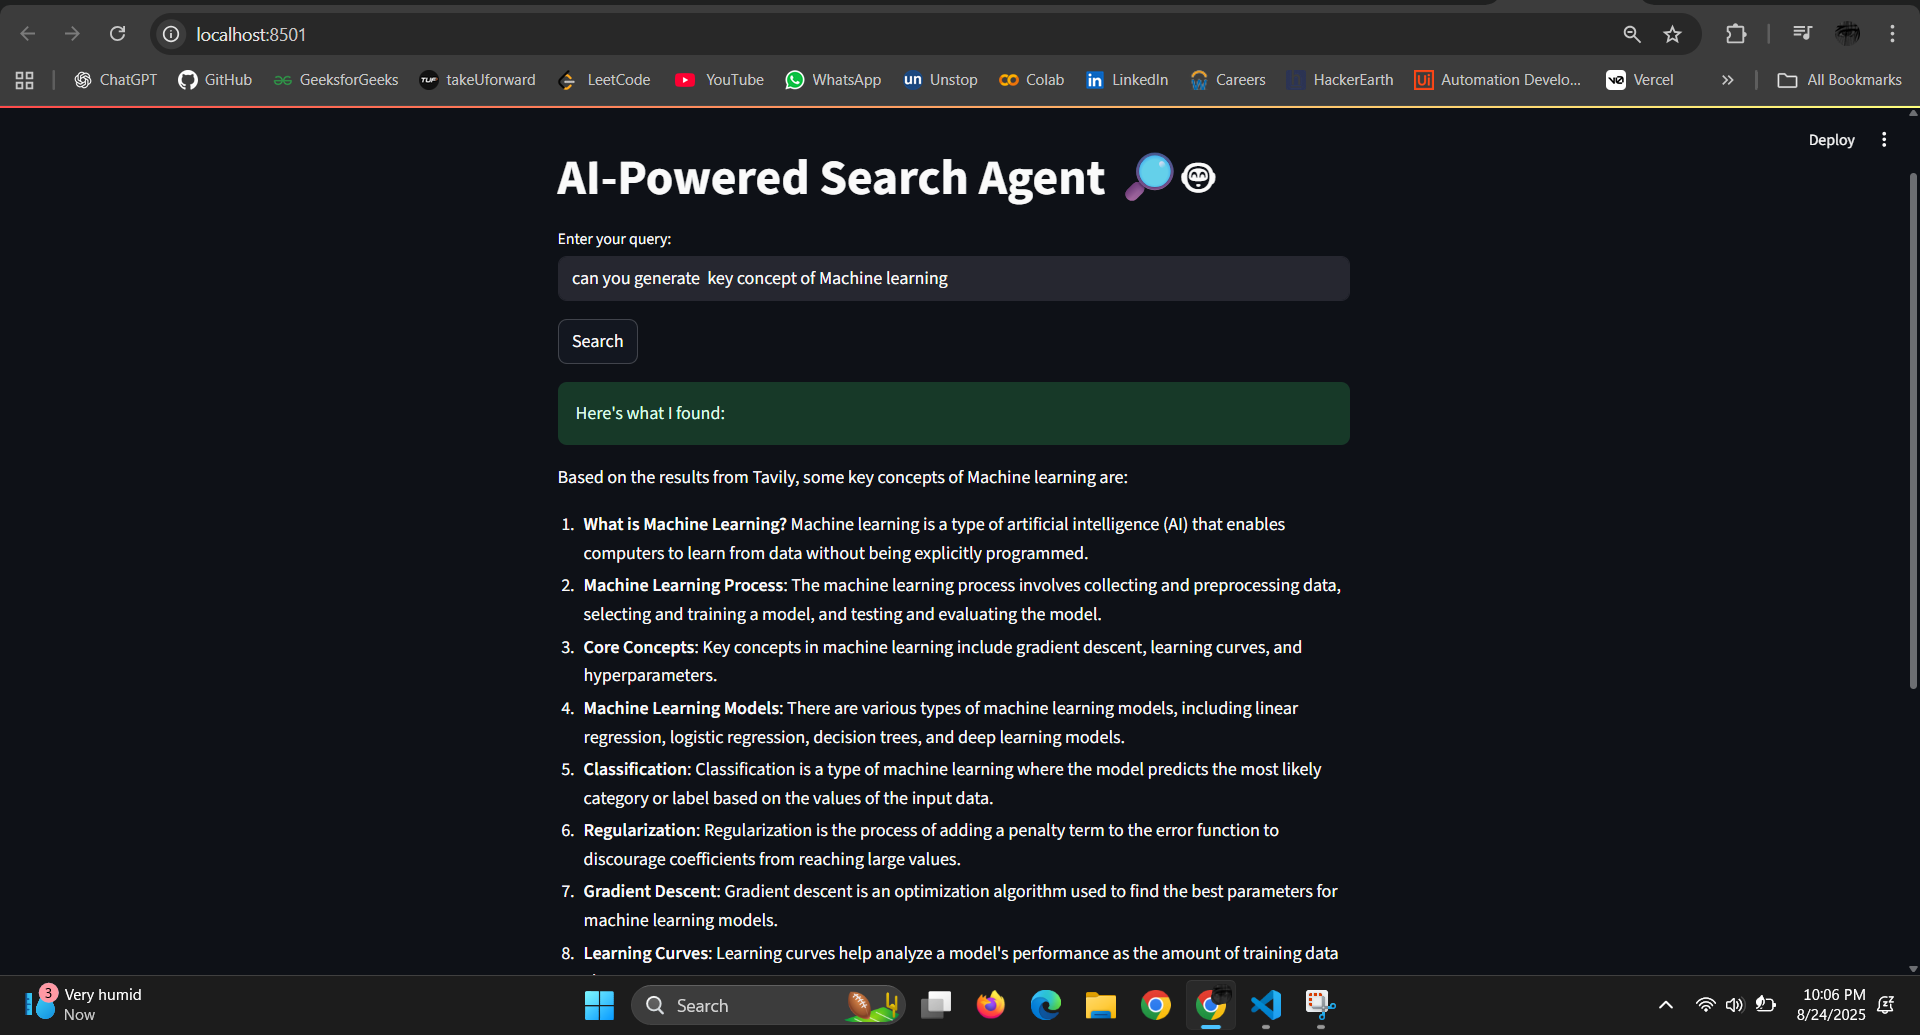 localhost:8501
ChatGPT GitHub GeeksforGeeks takeUforward LeetCode YouTube WhatsApp Unstop Colab LinkedIn Careers HackerEarth Automation Develo... Vercel All Bookmarks
Deploy
AI-Powered Search Agent
Enter your query:
can you generate  key concept of Machine learning
Search
Here's what I found:
Based on the results from Tavily, some key concepts of Machine learning are:
1. What is Machine Learning? Machine learning is a type of artificial intelligence (AI) that enables
computers to learn from data without being explicitly programmed.
2. Machine Learning Process: The machine learning process involves collecting and preprocessing data,
selecting and training a model, and testing and evaluating the model.
3. Core Concepts: Key concepts in machine learning include gradient descent, learning curves, and
hyperparameters.
4. Machine Learning Models: There are various types of machine learning models, including linear
regression, logistic regression, decision trees, and deep learning models.
5. Classification: Classification is a type of machine learning where the model predicts the most likely
category or label based on the values of the input data.
6. Regularization: Regularization is the process of adding a penalty term to the error function to
discourage coefficients from reaching large values.
7. Gradient Descent: Gradient descent is an optimization algorithm used to find the best parameters for
machine learning models.
8. Learning Curves: Learning curves help analyze a model's performance as the amount of training data
3 Very humid
Now
Search
10:06 PM
8/24/2025